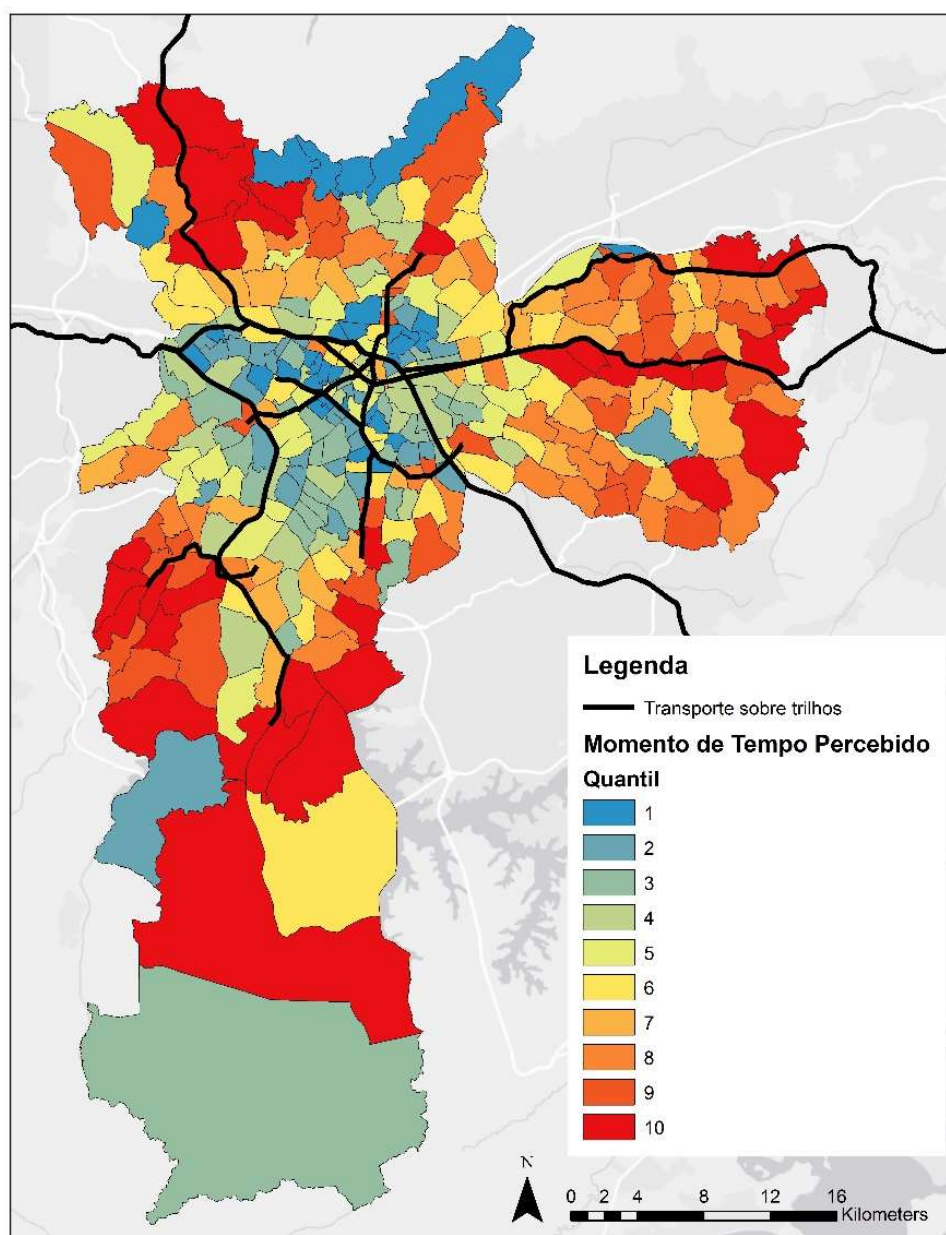 Legenda
Transporte sobre trilhos
Momento de Tempo Percebido
Quantil
1
2
3
4
5
6
7
8
9
10
N
0 2 4 8 12 16
Kilometers